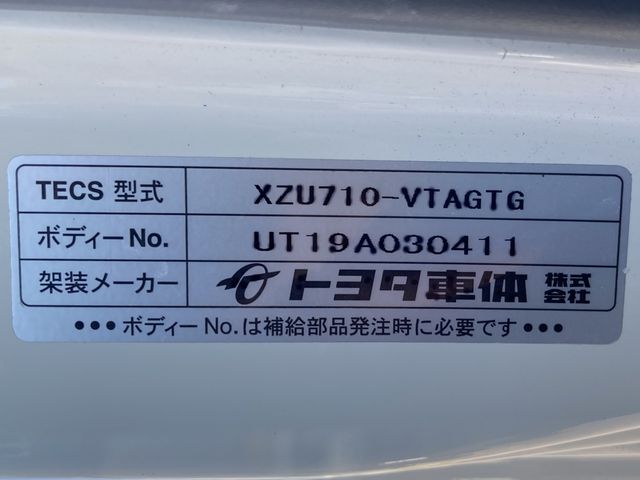 TECS 型式 XZU710-VTAGTG
ボディーNo. UT19A030411
架装メーカー トヨタ車体 株式会社
●●●ボディーNo.は補給部品発注時に必要です●●●